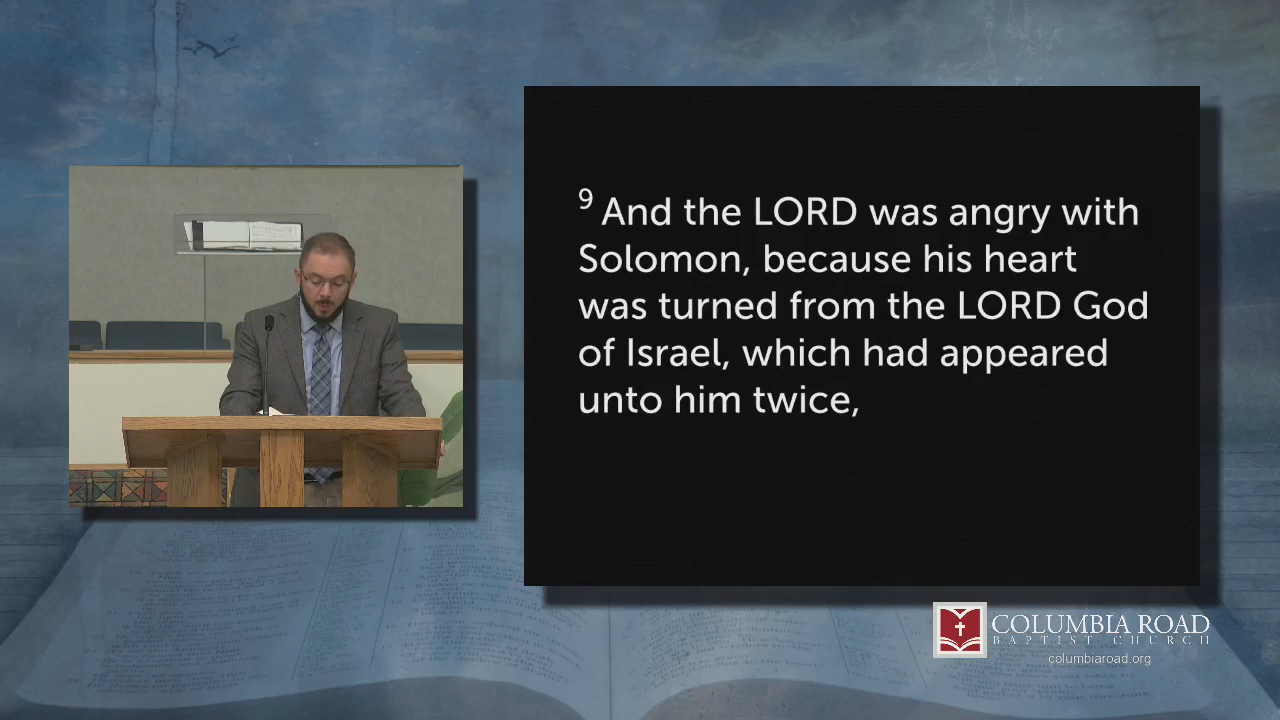 9 And the LORD was angry with
Solomon, because his heart
was turned from the LORD God
of Israel, which had appeared
unto him twice,
COLUMBIA ROAD
BAPTIST CHURCH
columbiaroad.org